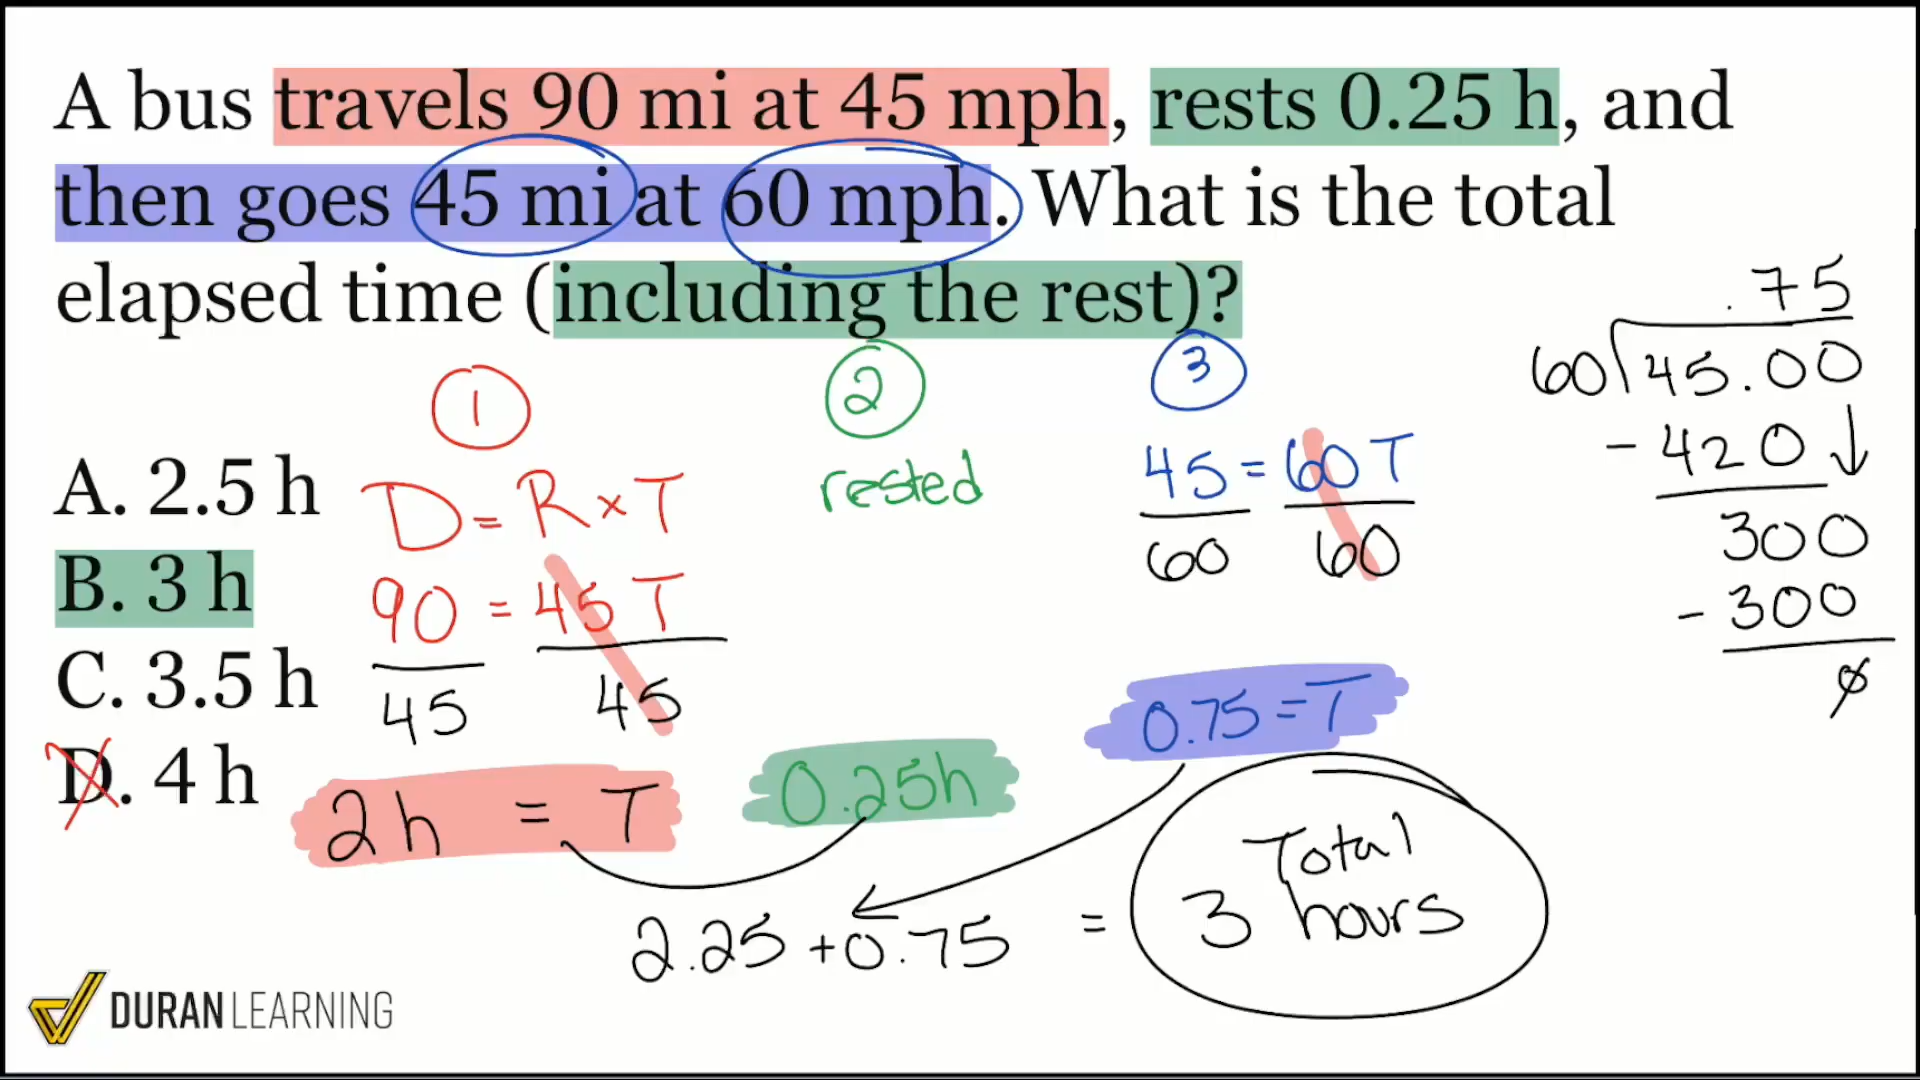 A bus travels 90 mi at 45 mph, rests 0.25 h, and
then goes 45 mi at 60 mph. What is the total
elapsed time (including the rest)?
1
2
3
A. 2.5 h
B. 3 h
C. 3.5 h
D. 4 h
D = R × T
90 = 45 T
45 45
2h = T
rested
0.25h
45 = 60 T
60 60
0.75 = T
.75
60 45.00
- 420
300
- 300
0
2.25 + 0.75 =
Total
3 hours
DURAN LEARNING